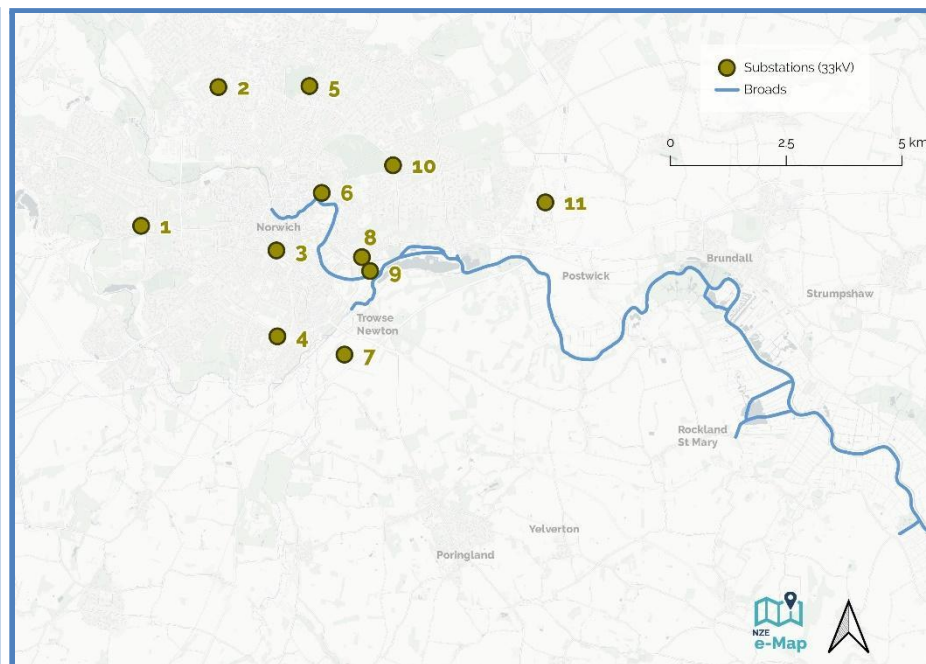 Substations (33kV)
Broads
0 2.5 5 km
2
5
10
6
11
1
Norwich
3
8
9
Postwick
Brundall
Strumpshaw
Trowse
Newton
4
7
Rockland
St Mary
Yelverton
Poringland
NZE
e-Map